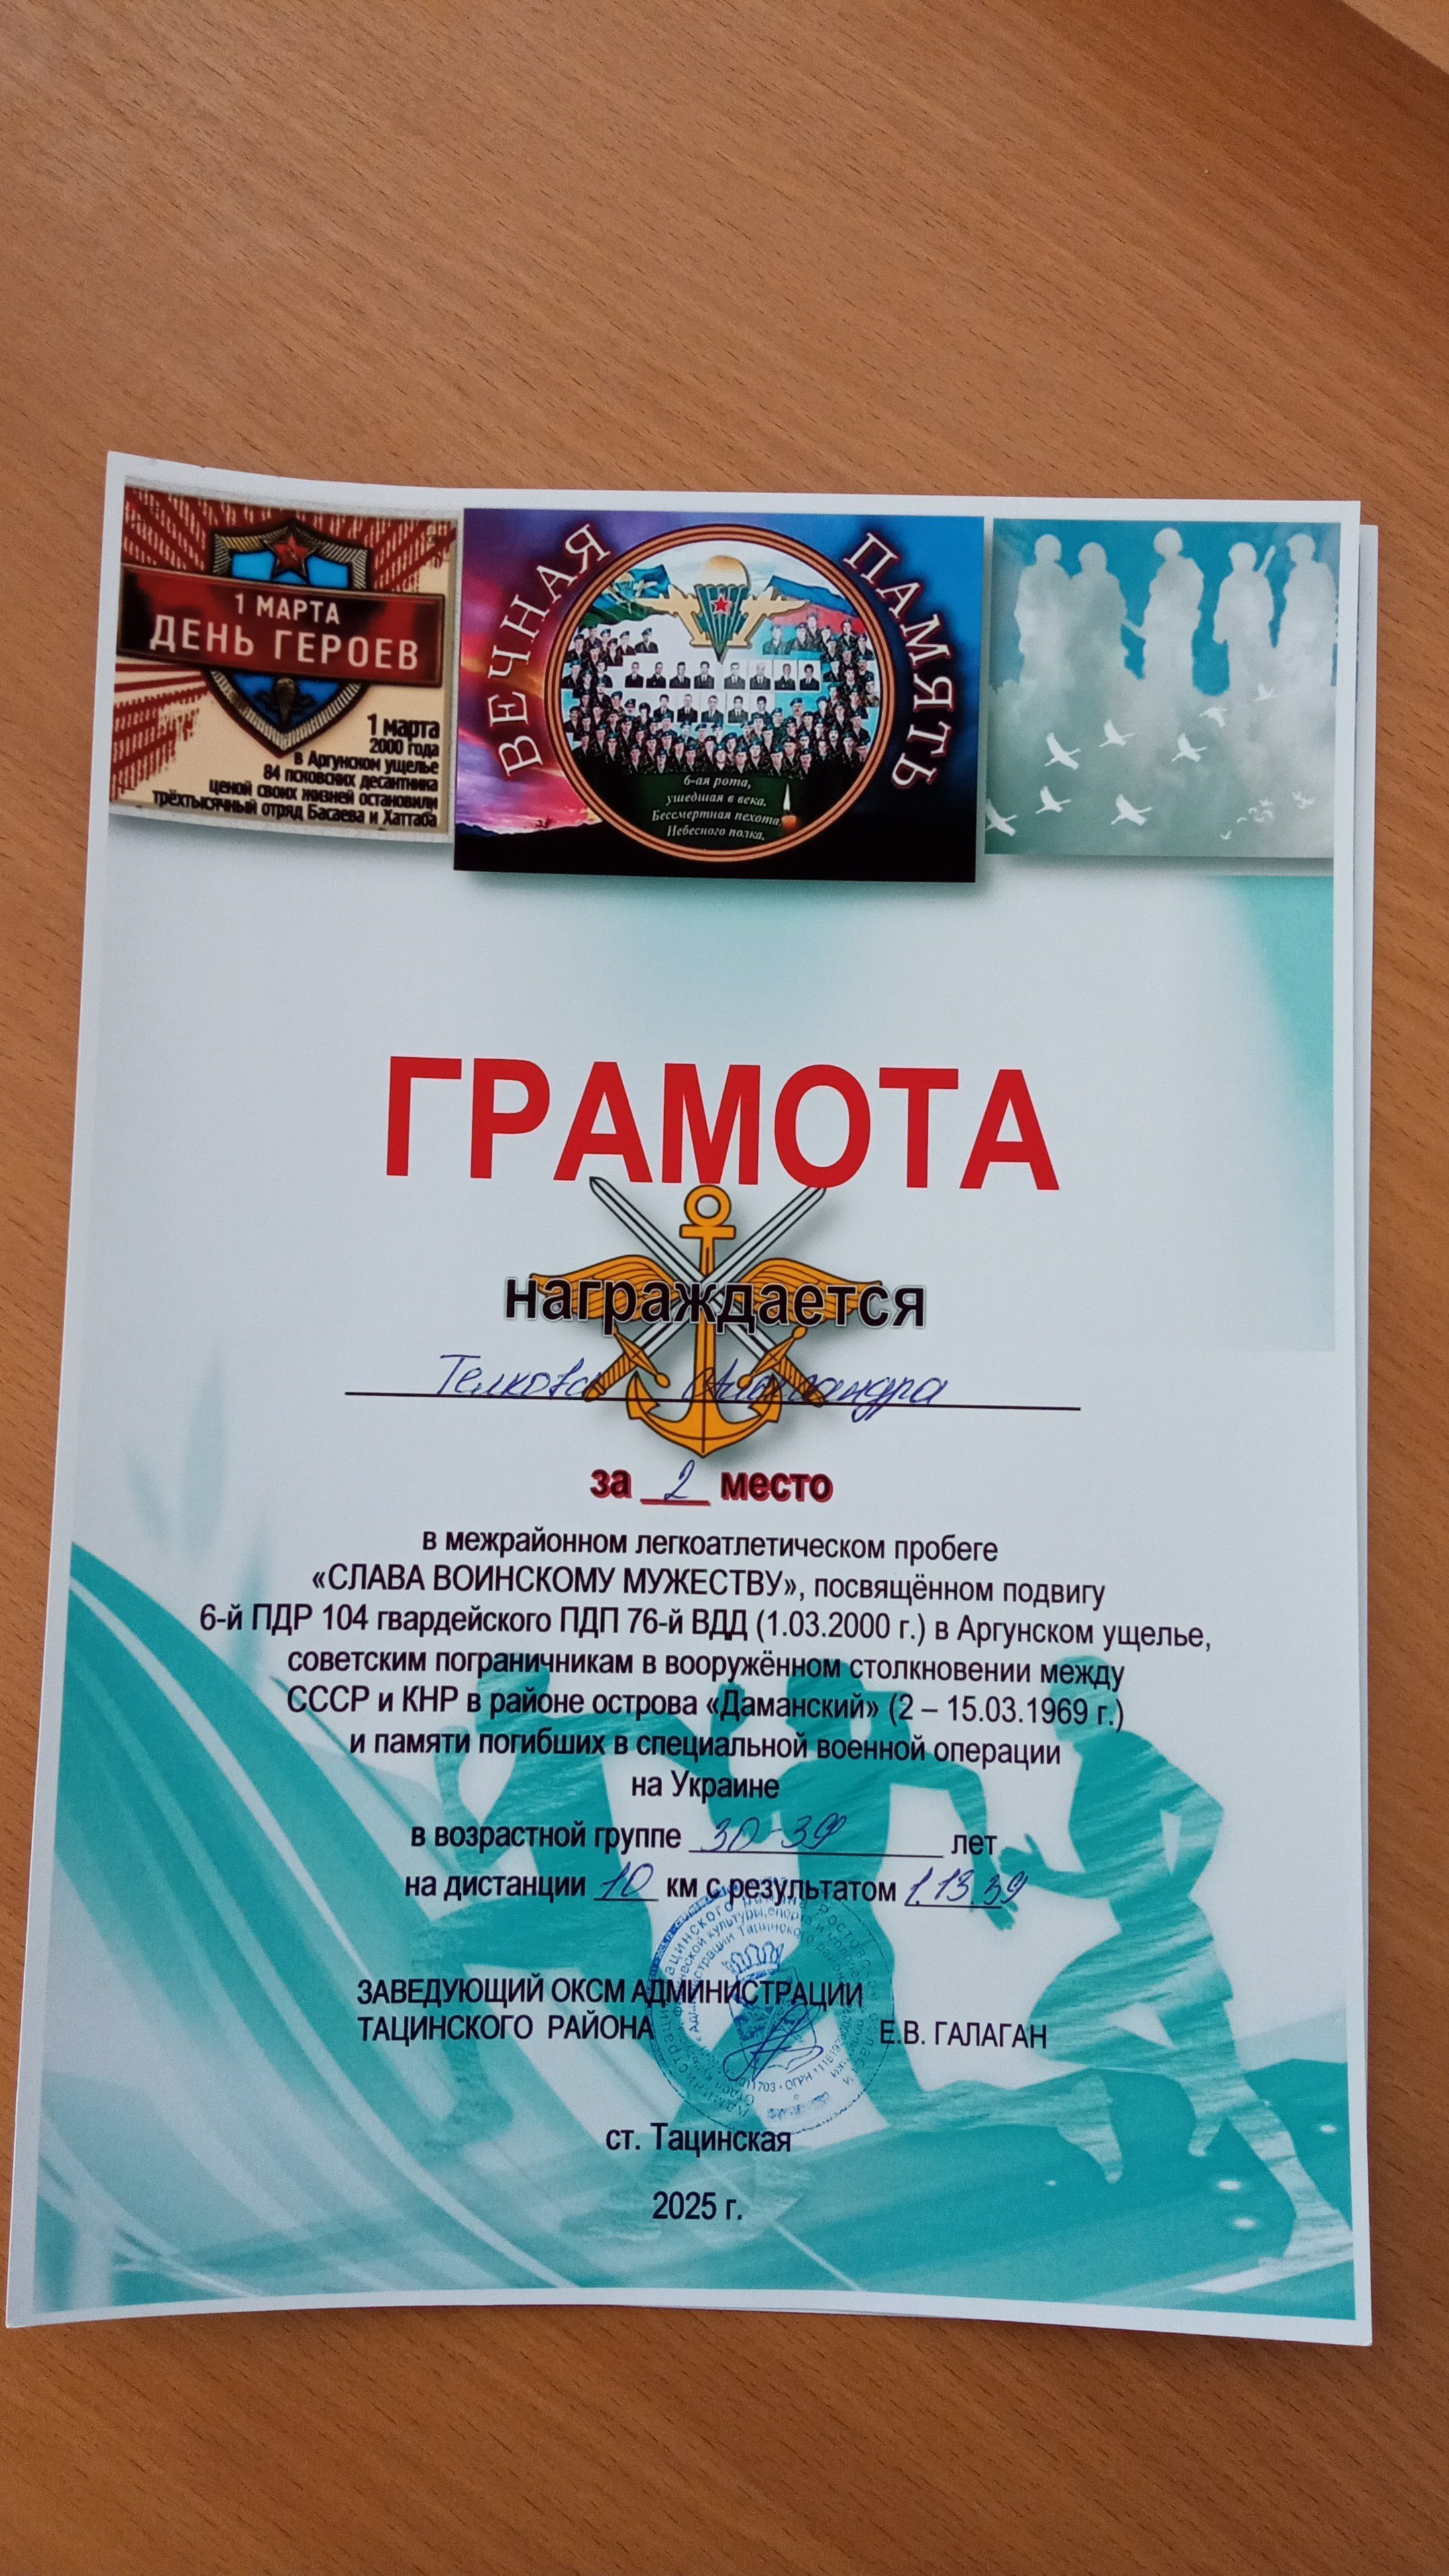 1 МАРТА
ДЕНЬ ГЕРОЕВ
1 марта
2000 года
в Аргунском ущелье
84 псковских десантника
ценой своих жизней остановили
трёхтысячный отряд Басаева и Хаттаба
ВЕЧНАЯ ПАМЯТЬ
6-ая рота,
ушедшая в века.
Бессмертная пехота
Небесного полка.
ГРАМОТА
награждается
Телкова Александра
за 2 место
в межрайонном легкоатлетическом пробеге
«СЛАВА ВОИНСКОМУ МУЖЕСТВУ», посвящённом подвигу
6-й ПДР 104 гвардейского ПДП 76-й ВДД (1.03.2000 г.) в Аргунском ущелье,
советским пограничникам в вооружённом столкновении между
СССР и КНР в районе острова «Даманский» (2 – 15.03.1969 г.)
и памяти погибших в специальной военной операции
на Украине
в возрастной группе 30-39 лет
на дистанции 10 км с результатом 1.13.39
ЗАВЕДУЮЩИЙ ОКСМ АДМИНИСТРАЦИИ
ТАЦИНСКОГО РАЙОНА Е.В. ГАЛАГАН
ст. Тацинская
2025 г.